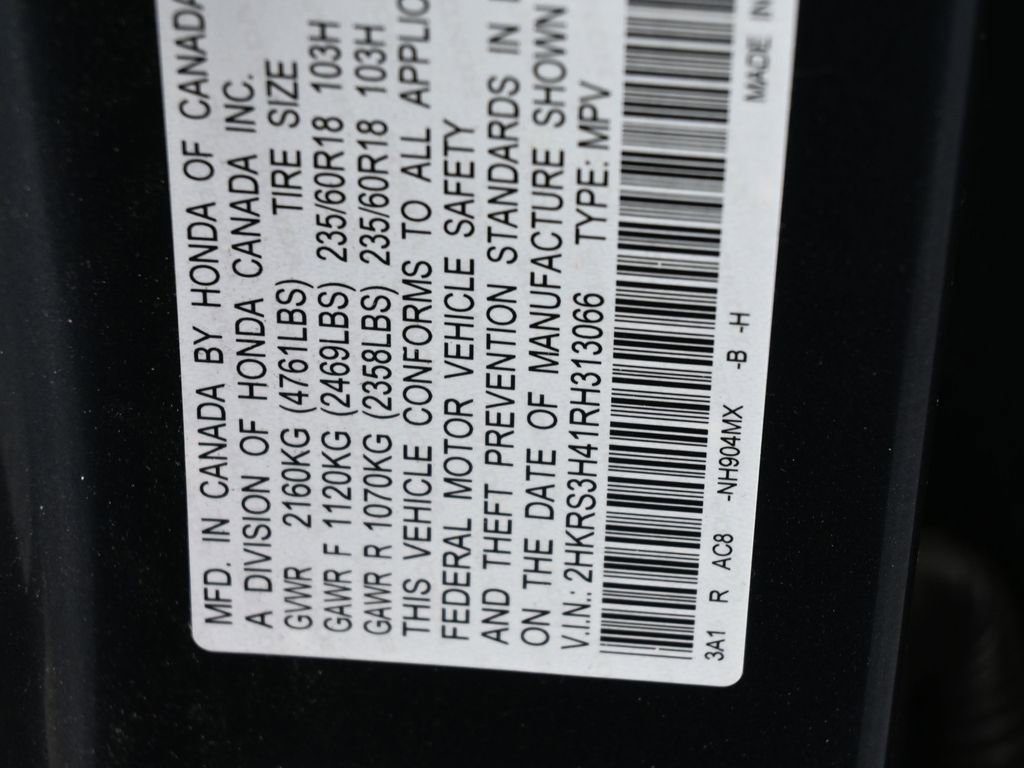 MFD. IN CANADA BY HONDA OF CANADA
A DIVISION OF HONDA CANADA INC.
GWWR 2160KG (4761LBS) TIRE SIZE
GAWR F 1120KG (2469LBS) 235/60R18 103H
GAWR R 1070KG (2358LBS) 235/60R18 103H
THIS VEHICLE CONFORMS TO ALL APPLIC
FEDERAL MOTOR VEHICLE SAFETY
AND THEFT PREVENTION STANDARDS IN
ON THE DATE OF MANUFACTURE SHOWN
V.I.N.: 2HKRS3H41RH313066 TYPE: MPV
3A1 R AC8 -NH904MX -B -H MADE IN